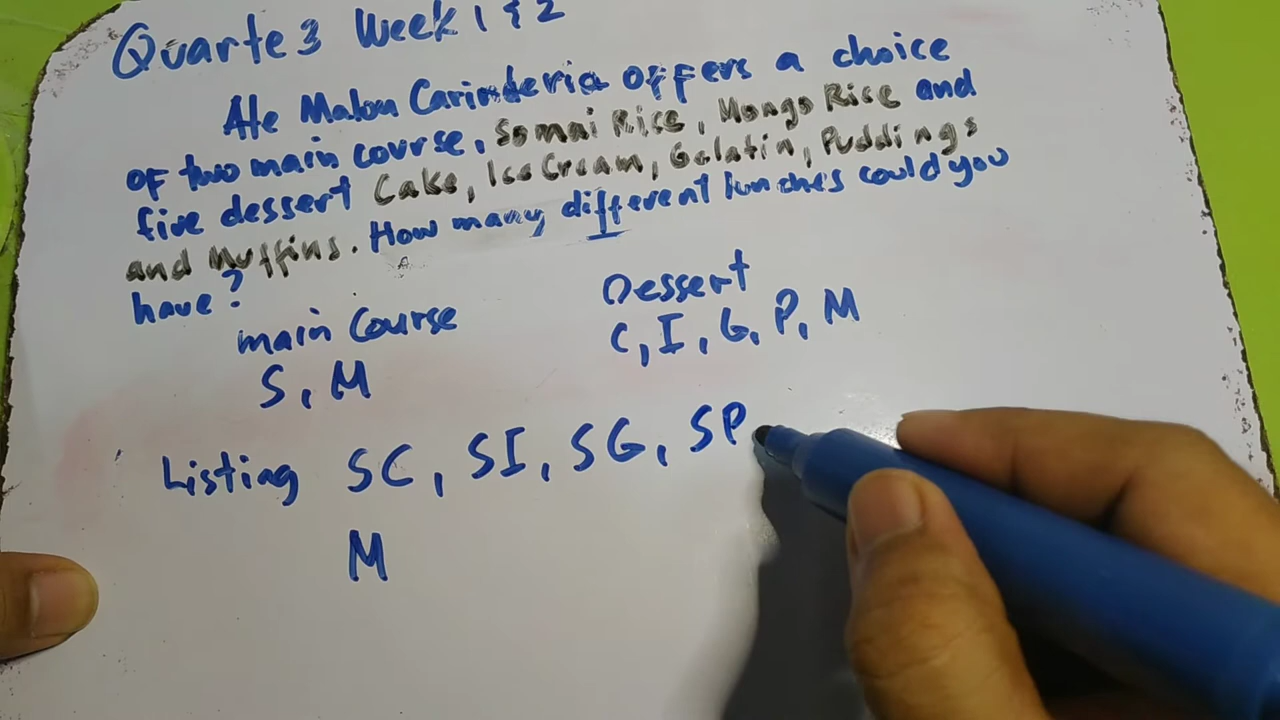 Quarte 3 Week 1 & 2
Ate Malou Carinderia offers a choice
of two main course, Somai Rice, Mongo Rice and
five dessert Cake, Ice Cream, Gelatin, Puddings
and Muffins. How many different lunches could you
have?
Main Course
S, M
Dessert
C, I, G, P, M
Listing SC, SI, SG, SP
M